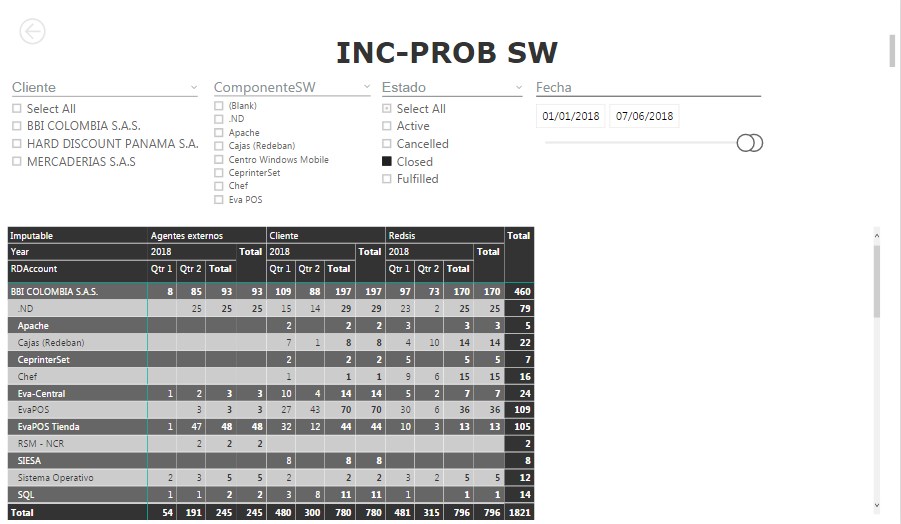 INC-PROB SW
Cliente
Select All
BBI COLOMBIA S.A.S.
HARD DISCOUNT PANAMA S.A.
MERCADERIAS S.A.S
ComponenteSW
(Blank)
.ND
Apache
Cajas (Redeban)
Centro Windows Mobile
CeprinterSet
Chef
Eva POS
Estado
Select All
Active
Cancelled
Closed
Fulfilled
Fecha
01/01/2018 07/06/2018
Imputable Agentes externos Cliente Redsis Total
Year 2018 Total 2018 Total 2018 Total
RDAccount Qtr 1 Qtr 2 Total Qtr 1 Qtr 2 Total Qtr 1 Qtr 2 Total
BBI COLOMBIA S.A.S. 8 85 93 93 109 88 197 197 97 73 170 170 460
.ND 25 25 25 15 14 29 29 23 2 25 25 79
Apache 2 2 2 3 3 3 5
Cajas (Redeban) 7 1 8 8 4 10 14 14 22
CeprinterSet 2 2 2 5 5 5 7
Chef 1 1 1 9 6 15 15 16
Eva-Central 1 2 3 3 10 4 14 14 5 2 7 7 24
EvaPOS 3 3 3 27 43 70 70 30 6 36 36 109
EvaPOS Tienda 1 47 48 48 32 12 44 44 10 3 13 13 105
RSM - NCR 2 2 2 2
SIESA 8 8 8 8
Sistema Operativo 2 3 5 5 2 2 2 3 2 5 5 12
SQL 1 1 2 2 3 8 11 11 1 1 1 14
Total 54 191 245 245 480 300 780 780 481 315 796 796 1821